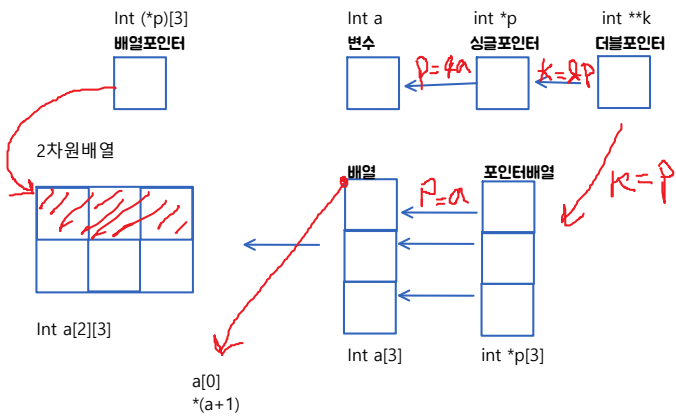 Int (*p)[3]
배열포인터
Int a
변수
int *p
싱글포인터
int **k
더블포인터
P=&a
k=&P
2차원배열
배열
포인터배열
P=a
k=P
Int a[2][3]
Int a[3]
int *p[3]
a[0]
*(a+1)